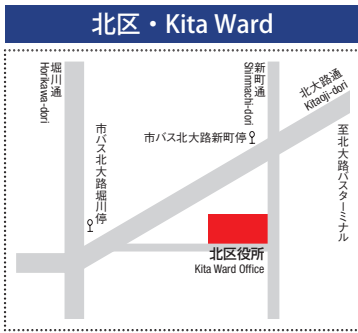 北区・Kita Ward
堀川通
Horikawa-dori
新町通
Shinmachi-dori
北大路通
Kitaoji-dori
市バス北大路堀川停
市バス北大路新町停
至北大路バスターミナル
北区役所
Kita Ward Office